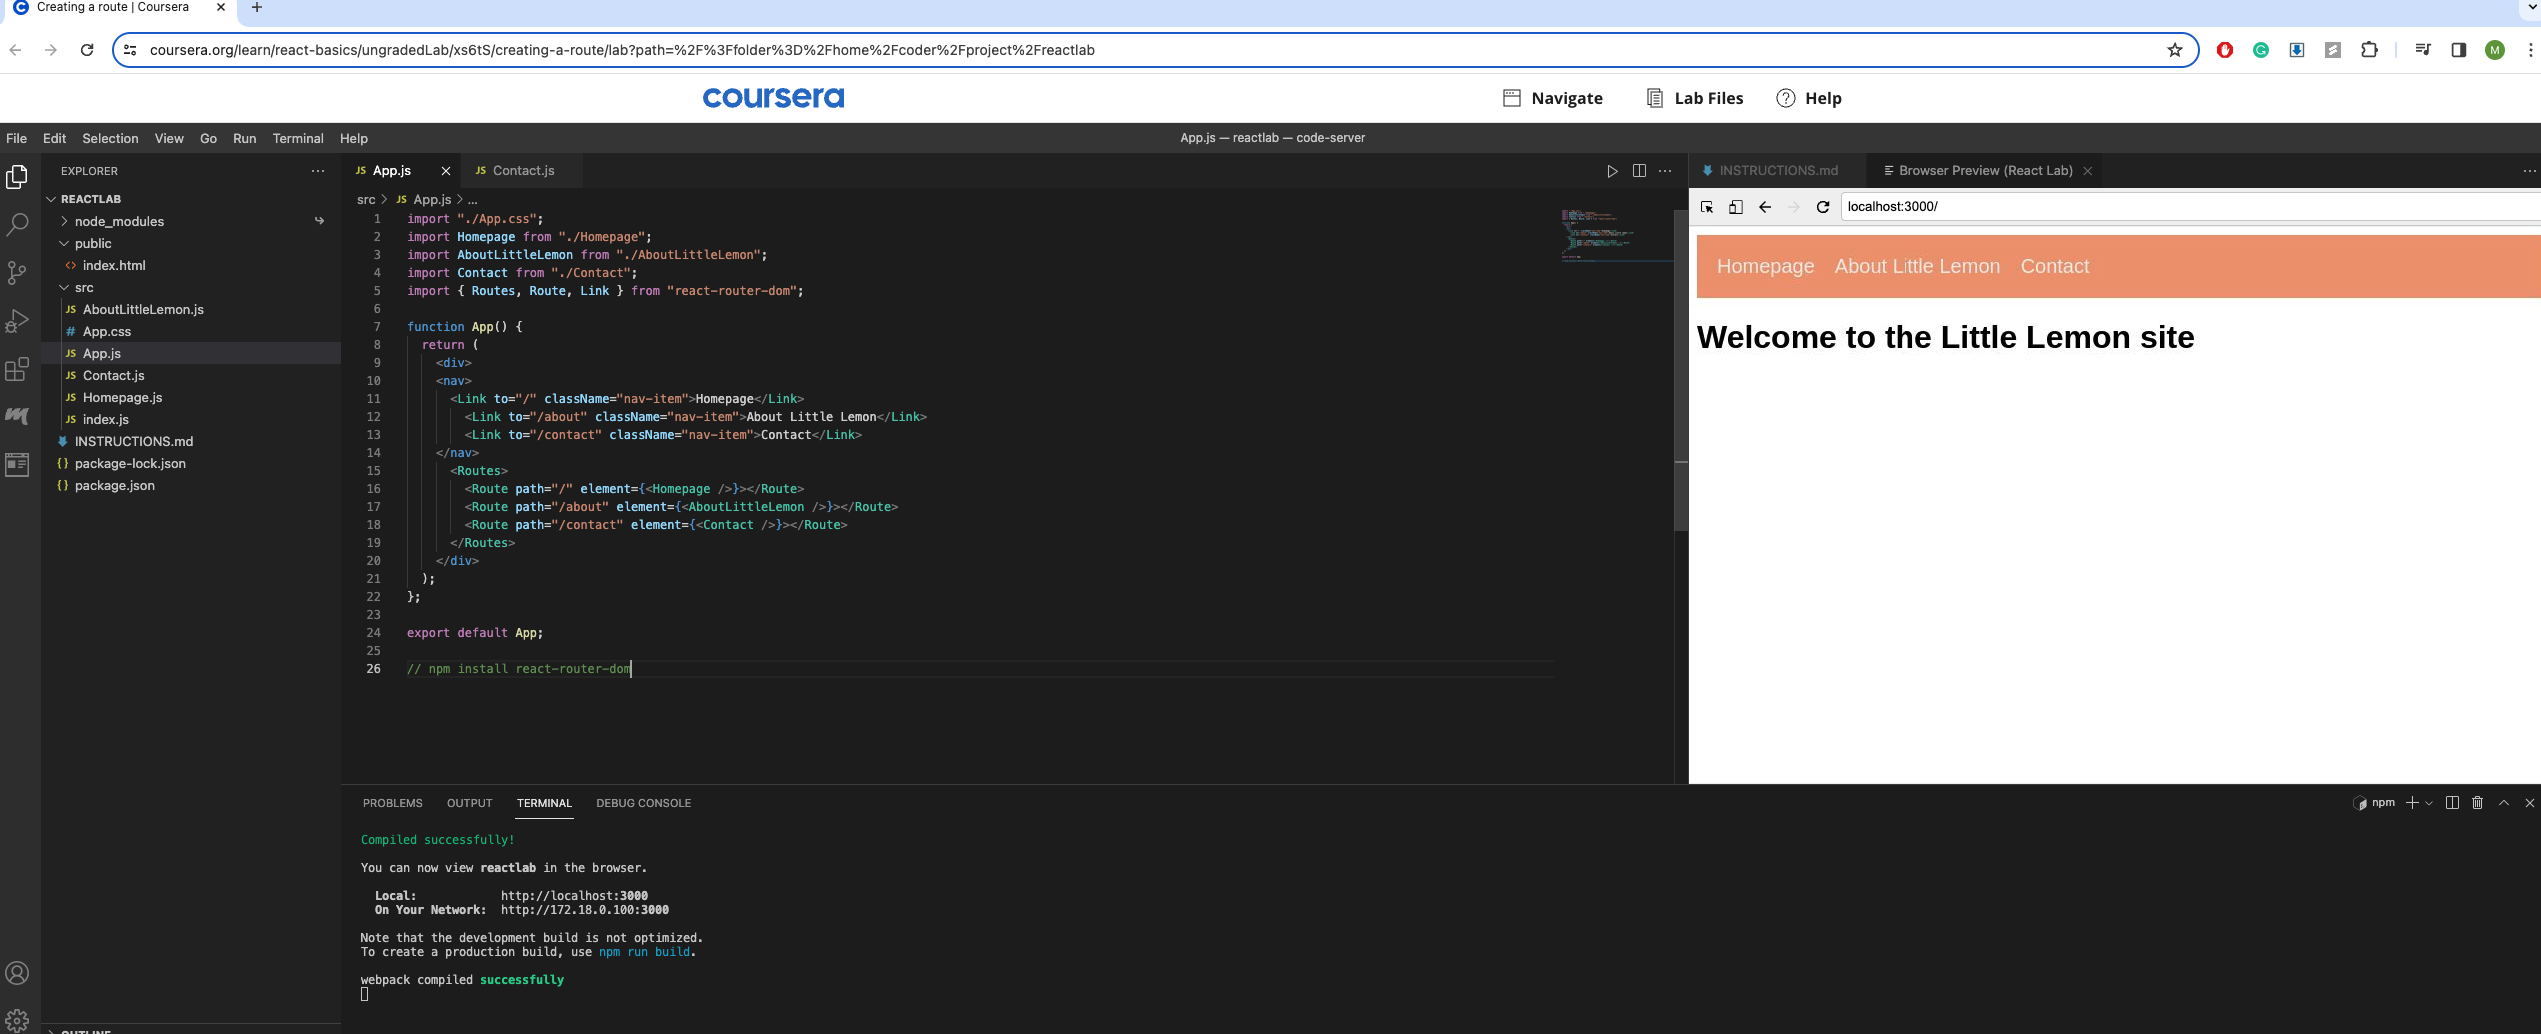 Creating a route | Coursera
coursera.org/learn/react-basics/ungradedLab/xs6tS/creating-a-route/lab?path=%2F%3Ffolder%3D%2Fhome%2Fcoder%2Fproject%2Freactlab
M
coursera
Navigate
Lab Files
Help
File Edit Selection View Go Run Terminal Help
App.js — reactlab — code-server
EXPLORER
REACTLAB
node_modules
public
<> index.html
src
JS AboutLittleLemon.js
# App.css
JS App.js
JS Contact.js
JS Homepage.js
JS index.js
INSTRUCTIONS.md
{} package-lock.json
{} package.json
JS App.js
JS Contact.js
src > JS App.js > ...
1 import "./App.css";
2 import Homepage from "./Homepage";
3 import AboutLittleLemon from "./AboutLittleLemon";
4 import Contact from "./Contact";
5 import { Routes, Route, Link } from "react-router-dom";
6
7 function App() {
8 return (
9 <div>
10 <nav>
11 <Link to="/" className="nav-item">Homepage</Link>
12 <Link to="/about" className="nav-item">About Little Lemon</Link>
13 <Link to="/contact" className="nav-item">Contact</Link>
14 </nav>
15 <Routes>
16 <Route path="/" element={<Homepage />}></Route>
17 <Route path="/about" element={<AboutLittleLemon />}></Route>
18 <Route path="/contact" element={<Contact />}></Route>
19 </Routes>
20 </div>
21 );
22 };
23
24 export default App;
25
26 // npm install react-router-dom
INSTRUCTIONS.md
Browser Preview (React Lab)
localhost:3000/
Homepage About Little Lemon Contact
Welcome to the Little Lemon site
PROBLEMS OUTPUT TERMINAL DEBUG CONSOLE
npm
Compiled successfully!
You can now view reactlab in the browser.
Local: http://localhost:3000
On Your Network: http://172.18.0.100:3000
Note that the development build is not optimized.
To create a production build, use npm run build.
webpack compiled successfully
OUTLINE